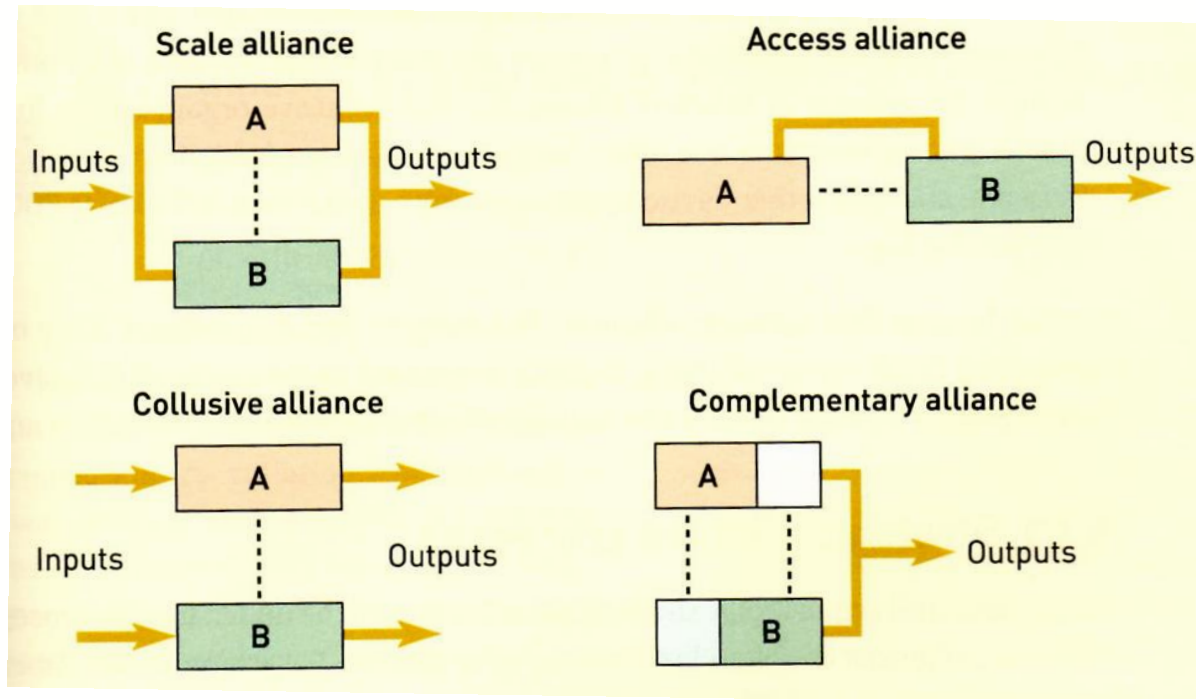 Scale alliance
A
Inputs
Outputs
B
Access alliance
A
B
Outputs
Collusive alliance
A
Inputs
Outputs
B
Complementary alliance
A
Outputs
B